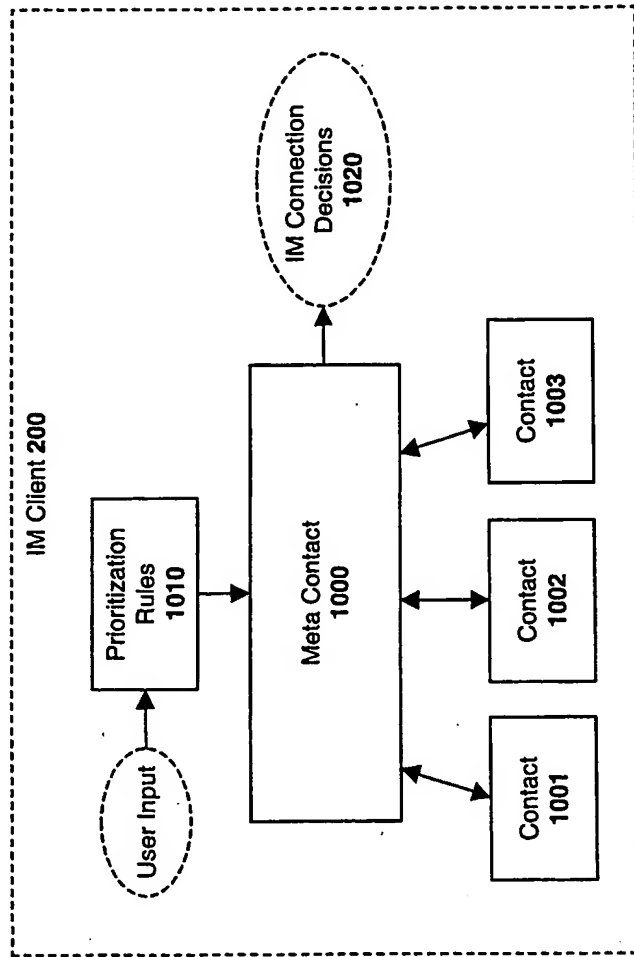 IM Client 200
User Input
Prioritization
Rules
1010
Meta Contact
1000
IM Connection
Decisions
1020
Contact
1001
Contact
1002
Contact
1003